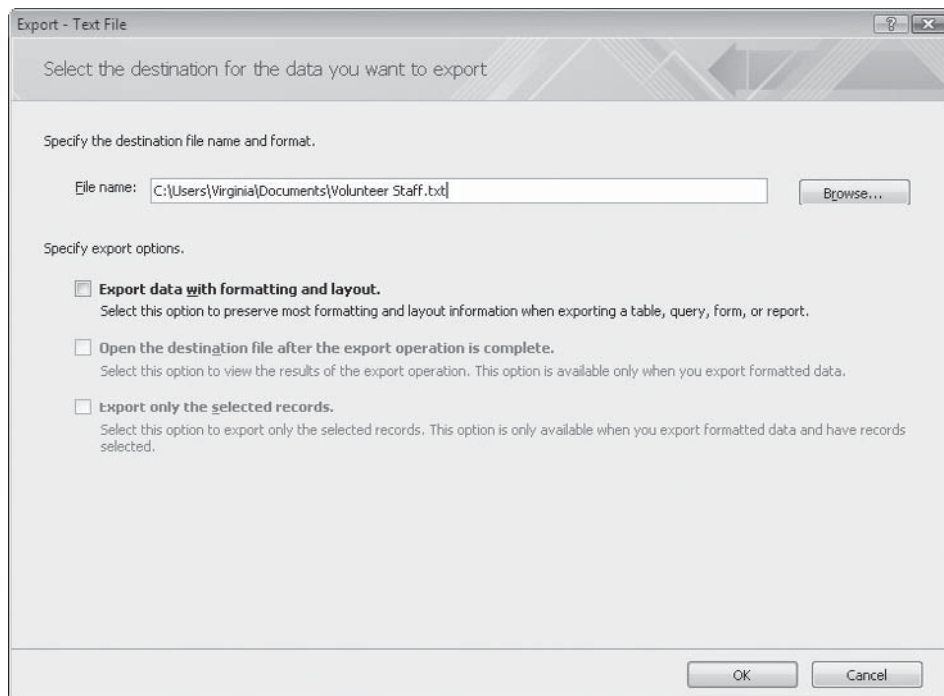 Export - Text File
Select the destination for the data you want to export
Specify the destination file name and format.
File name: C:\Users\Virginia\Documents\Volunteer Staff.txt Browse...
Specify export options.
Export data with formatting and layout.
Select this option to preserve most formatting and layout information when exporting a table, query, form, or report.
Open the destination file after the export operation is complete.
Select this option to view the results of the export operation. This option is available only when you export formatted data.
Export only the selected records.
Select this option to export only the selected records. This option is only available when you export formatted data and have records
selected.
OK Cancel